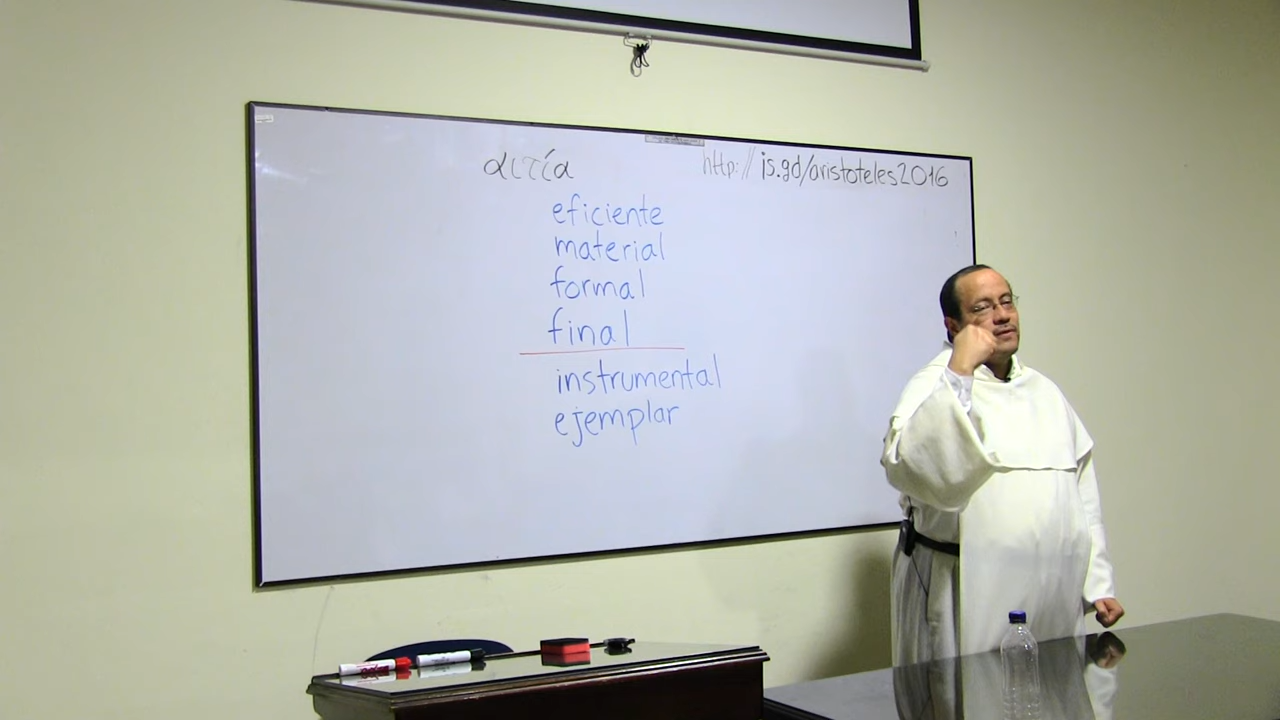 αιτία
http://is.gd/aristoteles2016
eficiente
material
formal
final
instrumental
ejemplar